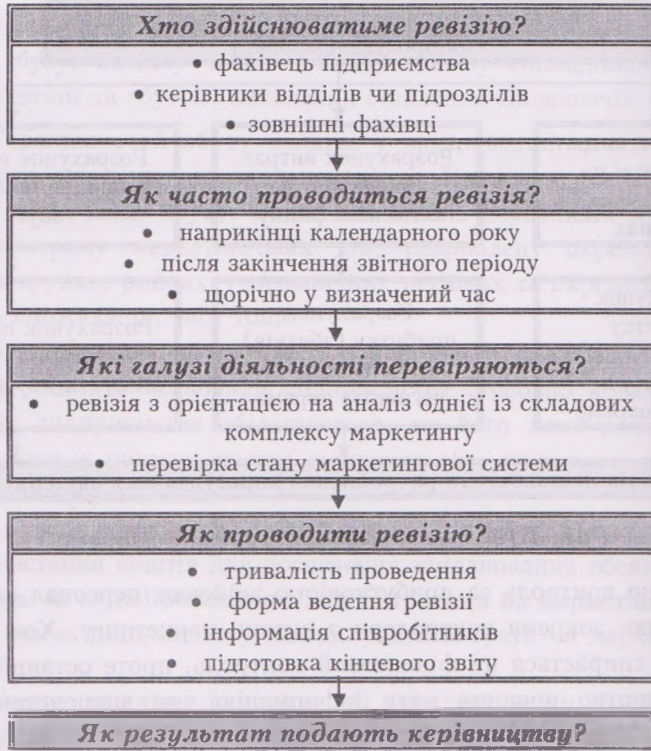 Хто здійснюватиме ревізію?
• фахівець підприємства
• керівники відділів чи підрозділів
• зовнішні фахівці
Як часто проводиться ревізія?
• наприкінці календарного року
• після закінчення звітного періоду
• щорічно у визначений час
Які галузі діяльності перевіряються?
• ревізія з орієнтацією на аналіз однієї із складових
комплексу маркетингу
• перевірка стану маркетингової системи
Як проводити ревізію?
• тривалість проведення
• форма ведення ревізії
• інформація співробітників
• підготовка кінцевого звіту
Як результат подають керівництву?